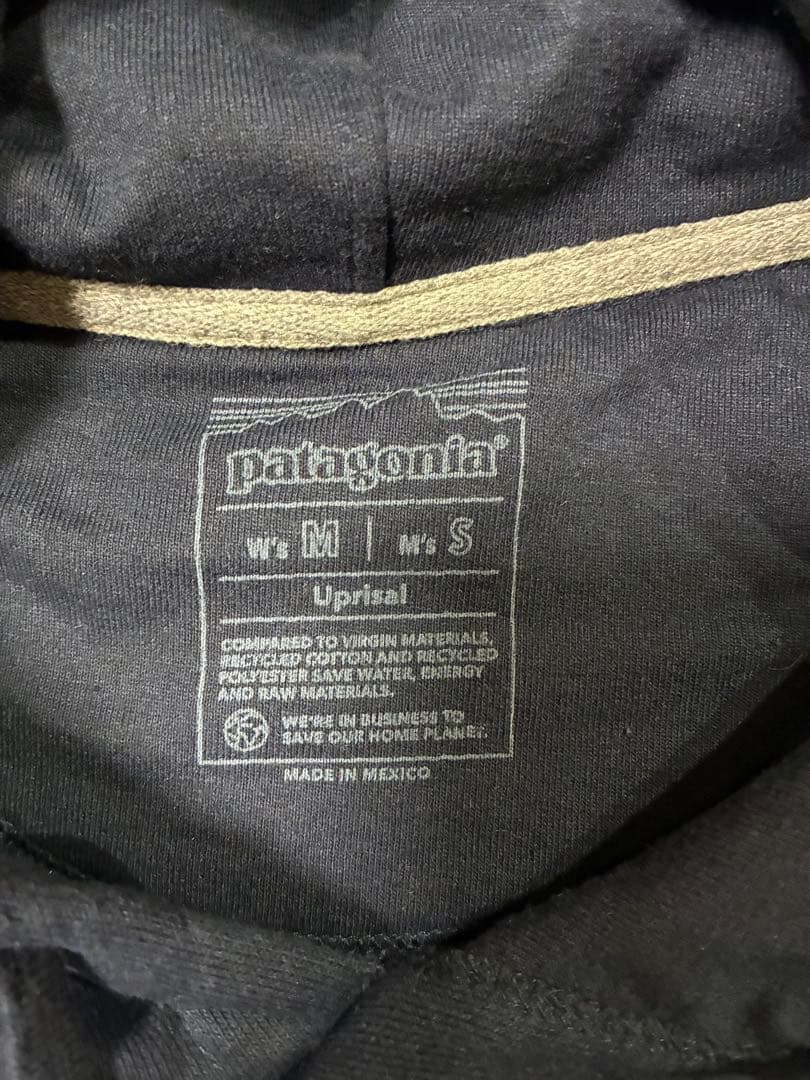 patagonia®
W's M | M's S
Uprisal
COMPARED TO VIRGIN MATERIALS,
RECYCLED COTTON AND RECYCLED
POLYESTER SAVE WATER, ENERGY
AND RAW MATERIALS.
WE'RE IN BUSINESS TO
SAVE OUR HOME PLANET.
MADE IN MEXICO